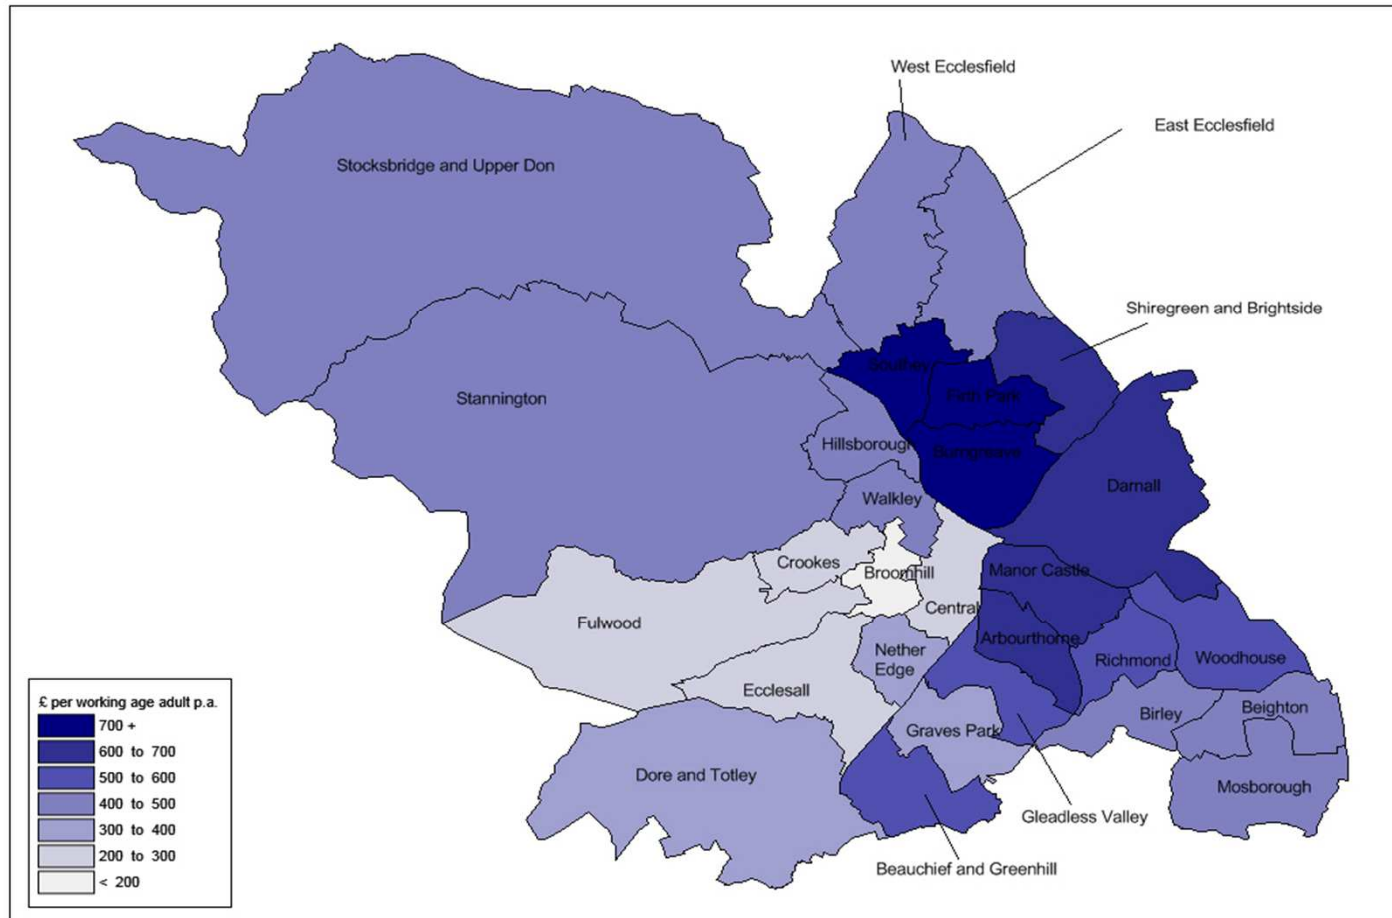 West Ecclesfield
East Ecclesfield
Stocksbridge and Upper Don
Shiregreen and Brightside
Southey
Firth Park
Stannington
Hillsborough
Burngreave
Darnall
Walkley
Crookes
Broomhill
Manor Castle
Central
Fulwood
Arbourthorne
Nether
Edge
Richmond
Woodhouse
Ecclesall
Beighton
Birley
Graves Park
Dore and Totley
Mosborough
Gleadless Valley
Beauchief and Greenhill
£ per working age adult p.a.
700 +
600 to 700
500 to 600
400 to 500
300 to 400
200 to 300
< 200